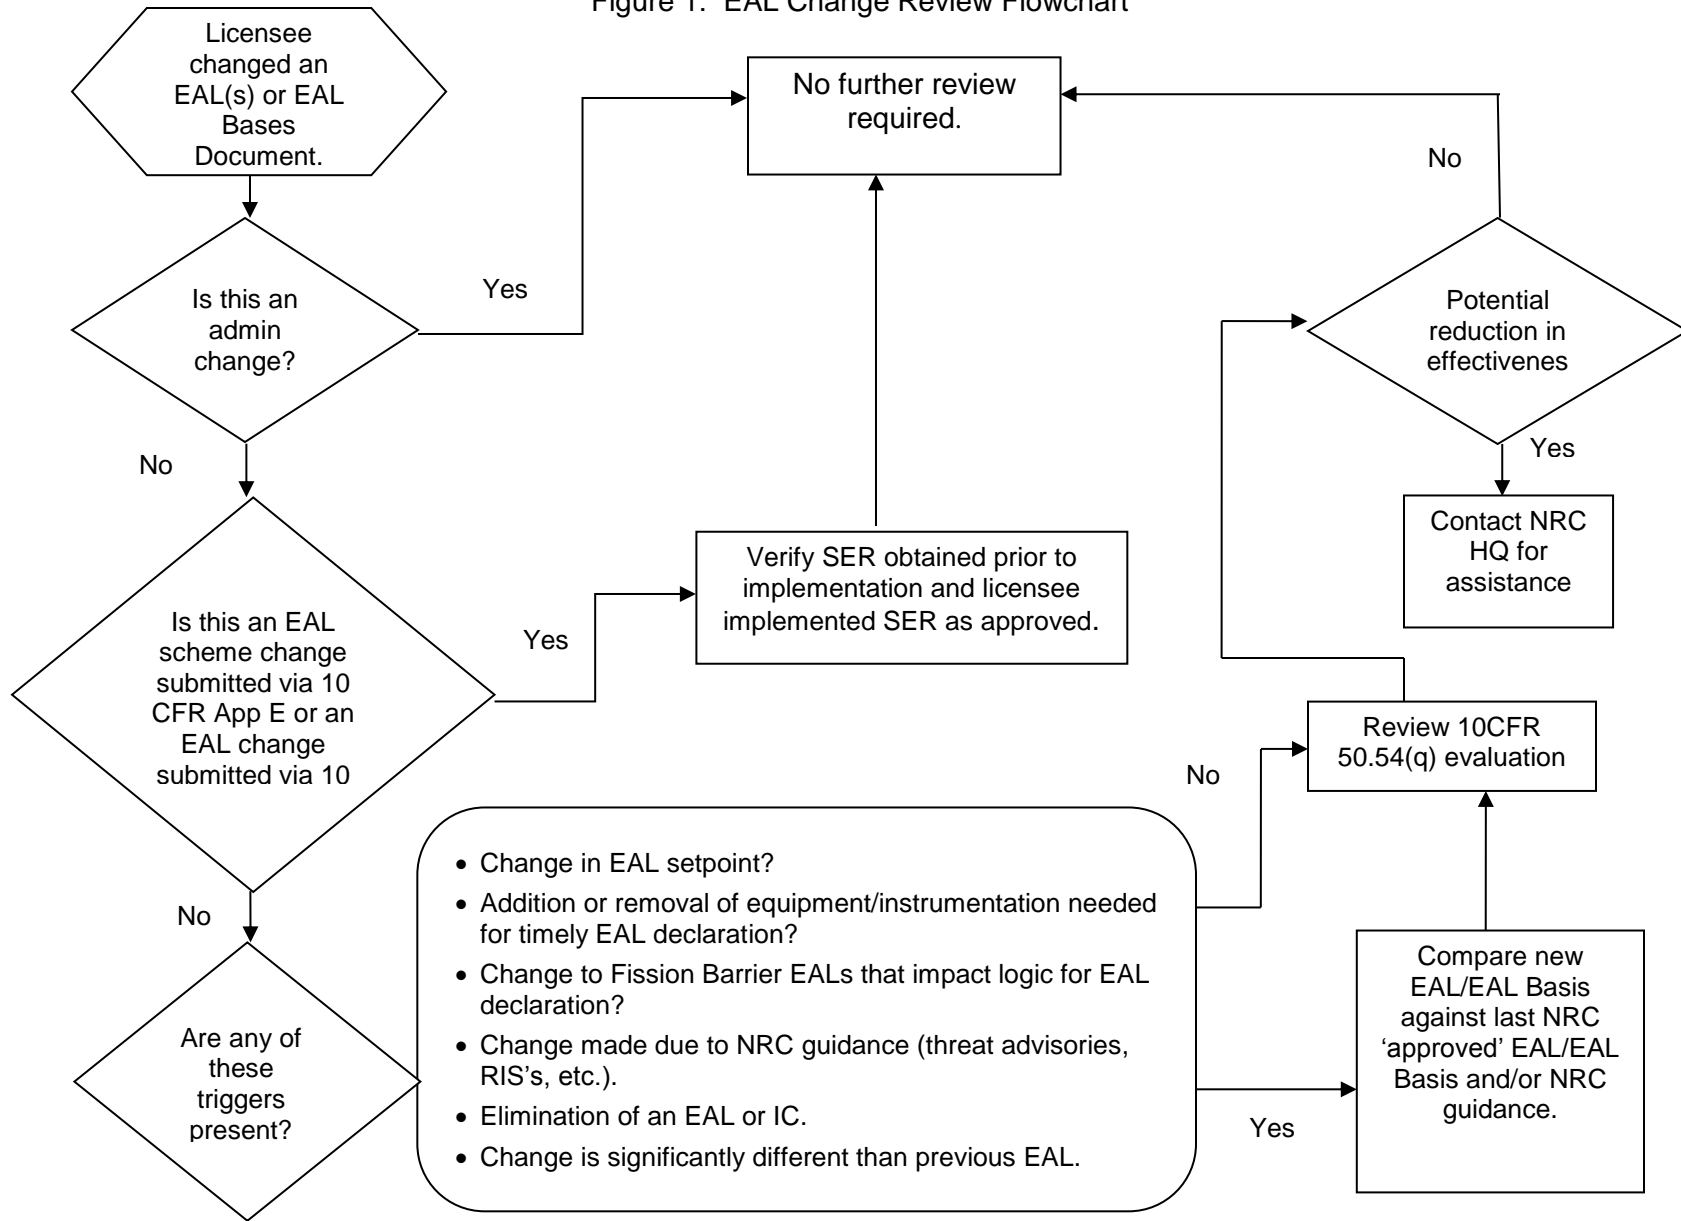 Figure 1. EAL Change Review Flowchart
Licensee
changed an
EAL(s) or EAL
Bases
Document.
No further review
required.
No
Is this an
admin
change?
Yes
Potential
reduction in
effectivenes
Yes
No
Contact NRC
HQ for
assistance
Verify SER obtained prior to
implementation and licensee
implemented SER as approved.
Is this an EAL
scheme change
submitted via 10
CFR App E or an
EAL change
submitted via 10
Yes
Review 10CFR
50.54(q) evaluation
No
No
• Change in EAL setpoint?
• Addition or removal of equipment/instrumentation needed
for timely EAL declaration?
• Change to Fission Barrier EALs that impact logic for EAL
declaration?
• Change made due to NRC guidance (threat advisories,
RIS's, etc.).
• Elimination of an EAL or IC.
• Change is significantly different than previous EAL.
Are any of
these
triggers
present?
Yes
Compare new
EAL/EAL Basis
against last NRC
‘approved’ EAL/EAL
Basis and/or NRC
guidance.